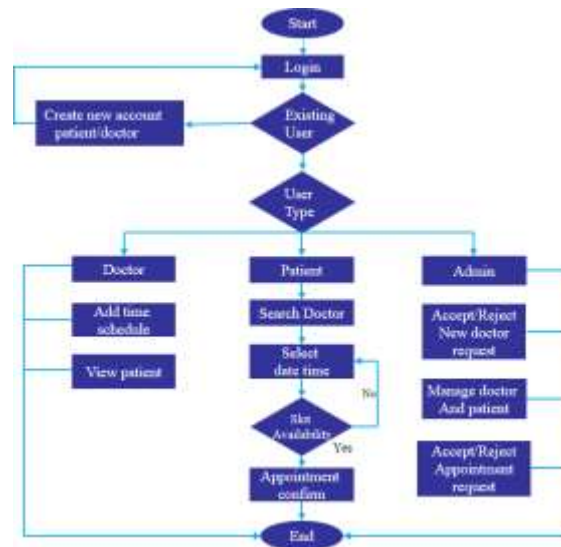 Start
Login
Create new account
patient/doctor
Existing
User
User
Type
Doctor
Patient
Admin
Add time
schedule
Search Doctor
Accept/Reject
New doctor
request
View patient
Select
date time
No
Manage doctor
And patient
Slot
Availability
Yes
Appointment
confirm
Accept/Reject
Appointment
request
End